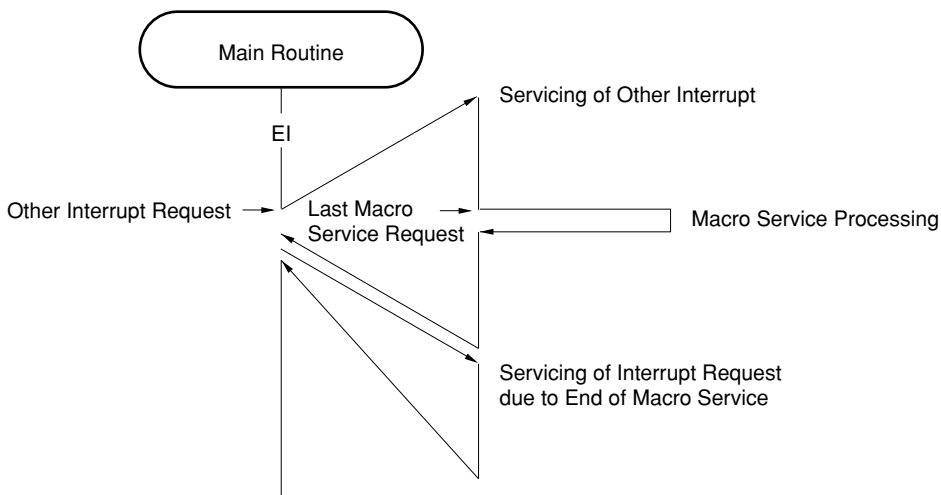 Main Routine
Servicing of Other Interrupt
EI
Other Interrupt Request
Last Macro
Service Request
Macro Service Processing
Servicing of Interrupt Request
due to End of Macro Service